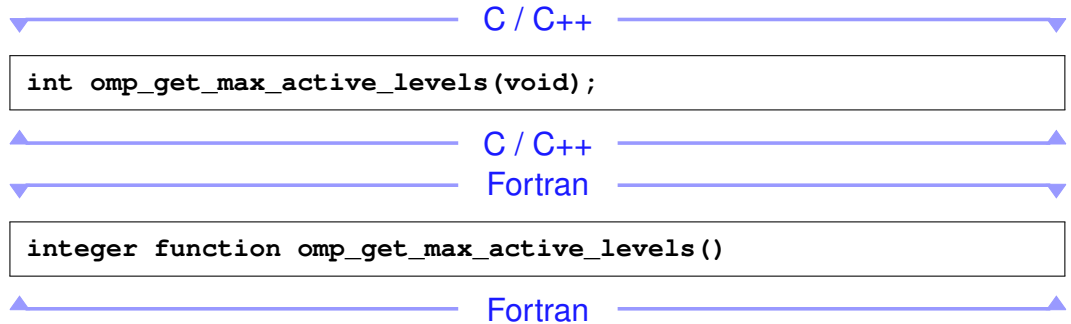 C / C++
int omp_get_max_active_levels(void);
C / C++
Fortran
integer function omp_get_max_active_levels()
Fortran